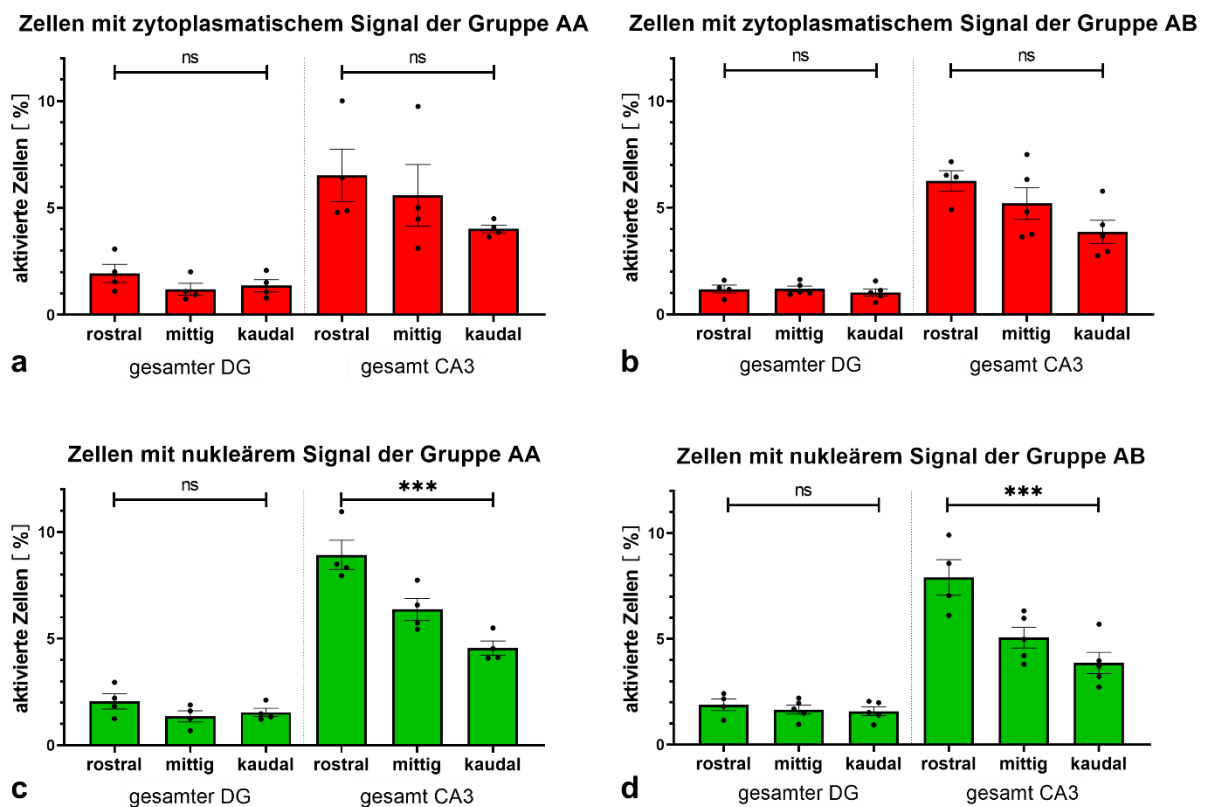 Zellen mit zytoplasmatischem Signal der Gruppe AA
ns
ns
aktivierte Zellen [ %]
10
5
0
rostral mittig kaudal rostral mittig kaudal
gesamter DG gesamt CA3
a
Zellen mit zytoplasmatischem Signal der Gruppe AB
ns
ns
aktivierte Zellen [ %]
10
5
0
rostral mittig kaudal rostral mittig kaudal
gesamter DG gesamt CA3
b
Zellen mit nukleärem Signal der Gruppe AA
ns
***
aktivierte Zellen [ %]
10
5
0
rostral mittig kaudal rostral mittig kaudal
gesamter DG gesamt CA3
c
Zellen mit nukleärem Signal der Gruppe AB
ns
***
aktivierte Zellen [ %]
10
5
0
rostral mittig kaudal rostral mittig kaudal
gesamter DG gesamt CA3
d